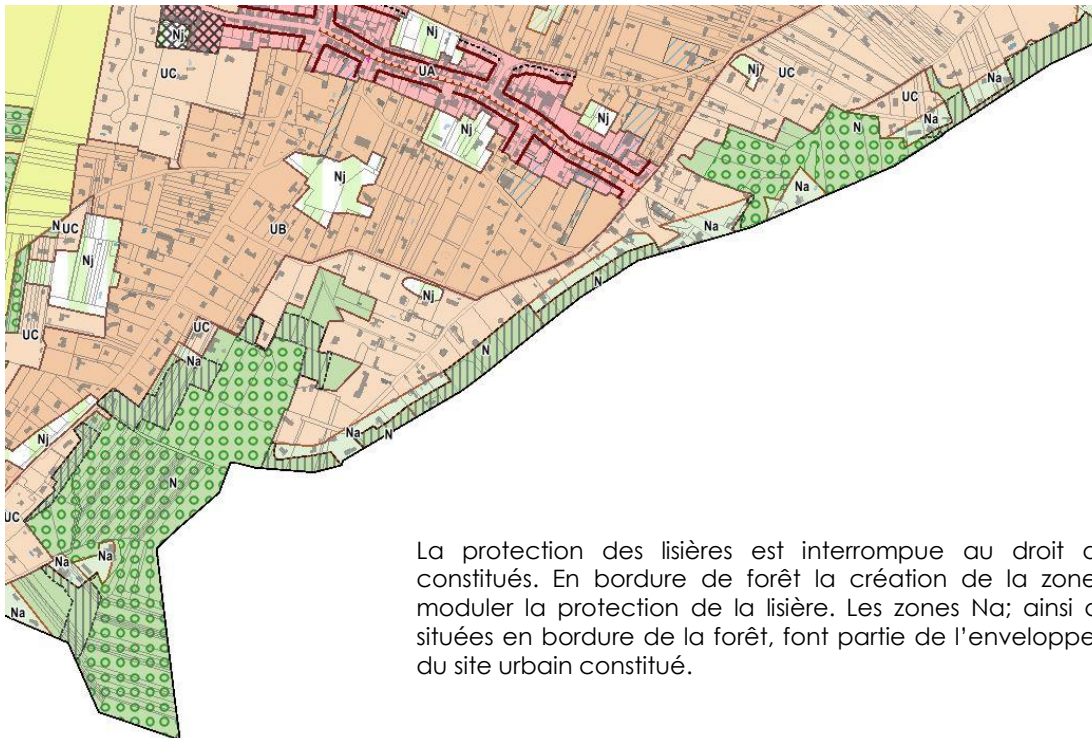 Nj
Nj
UC
UA
Nj
UC
Na
Nj
Nj
UC
Na
N
Nj
Na
UB
Na
N
UC
Nj
Nj
N
UC
UC
N
Na
Nj
Na
N
N
UC
Na
Na
Na
La protection des lisières est interrompue au droit
constitués. En bordure de forêt la création de la zone
moduler la protection de la lisière. Les zones Na; ainsi
situées en bordure de la forêt, font partie de l'enveloppe
du site urbain constitué.